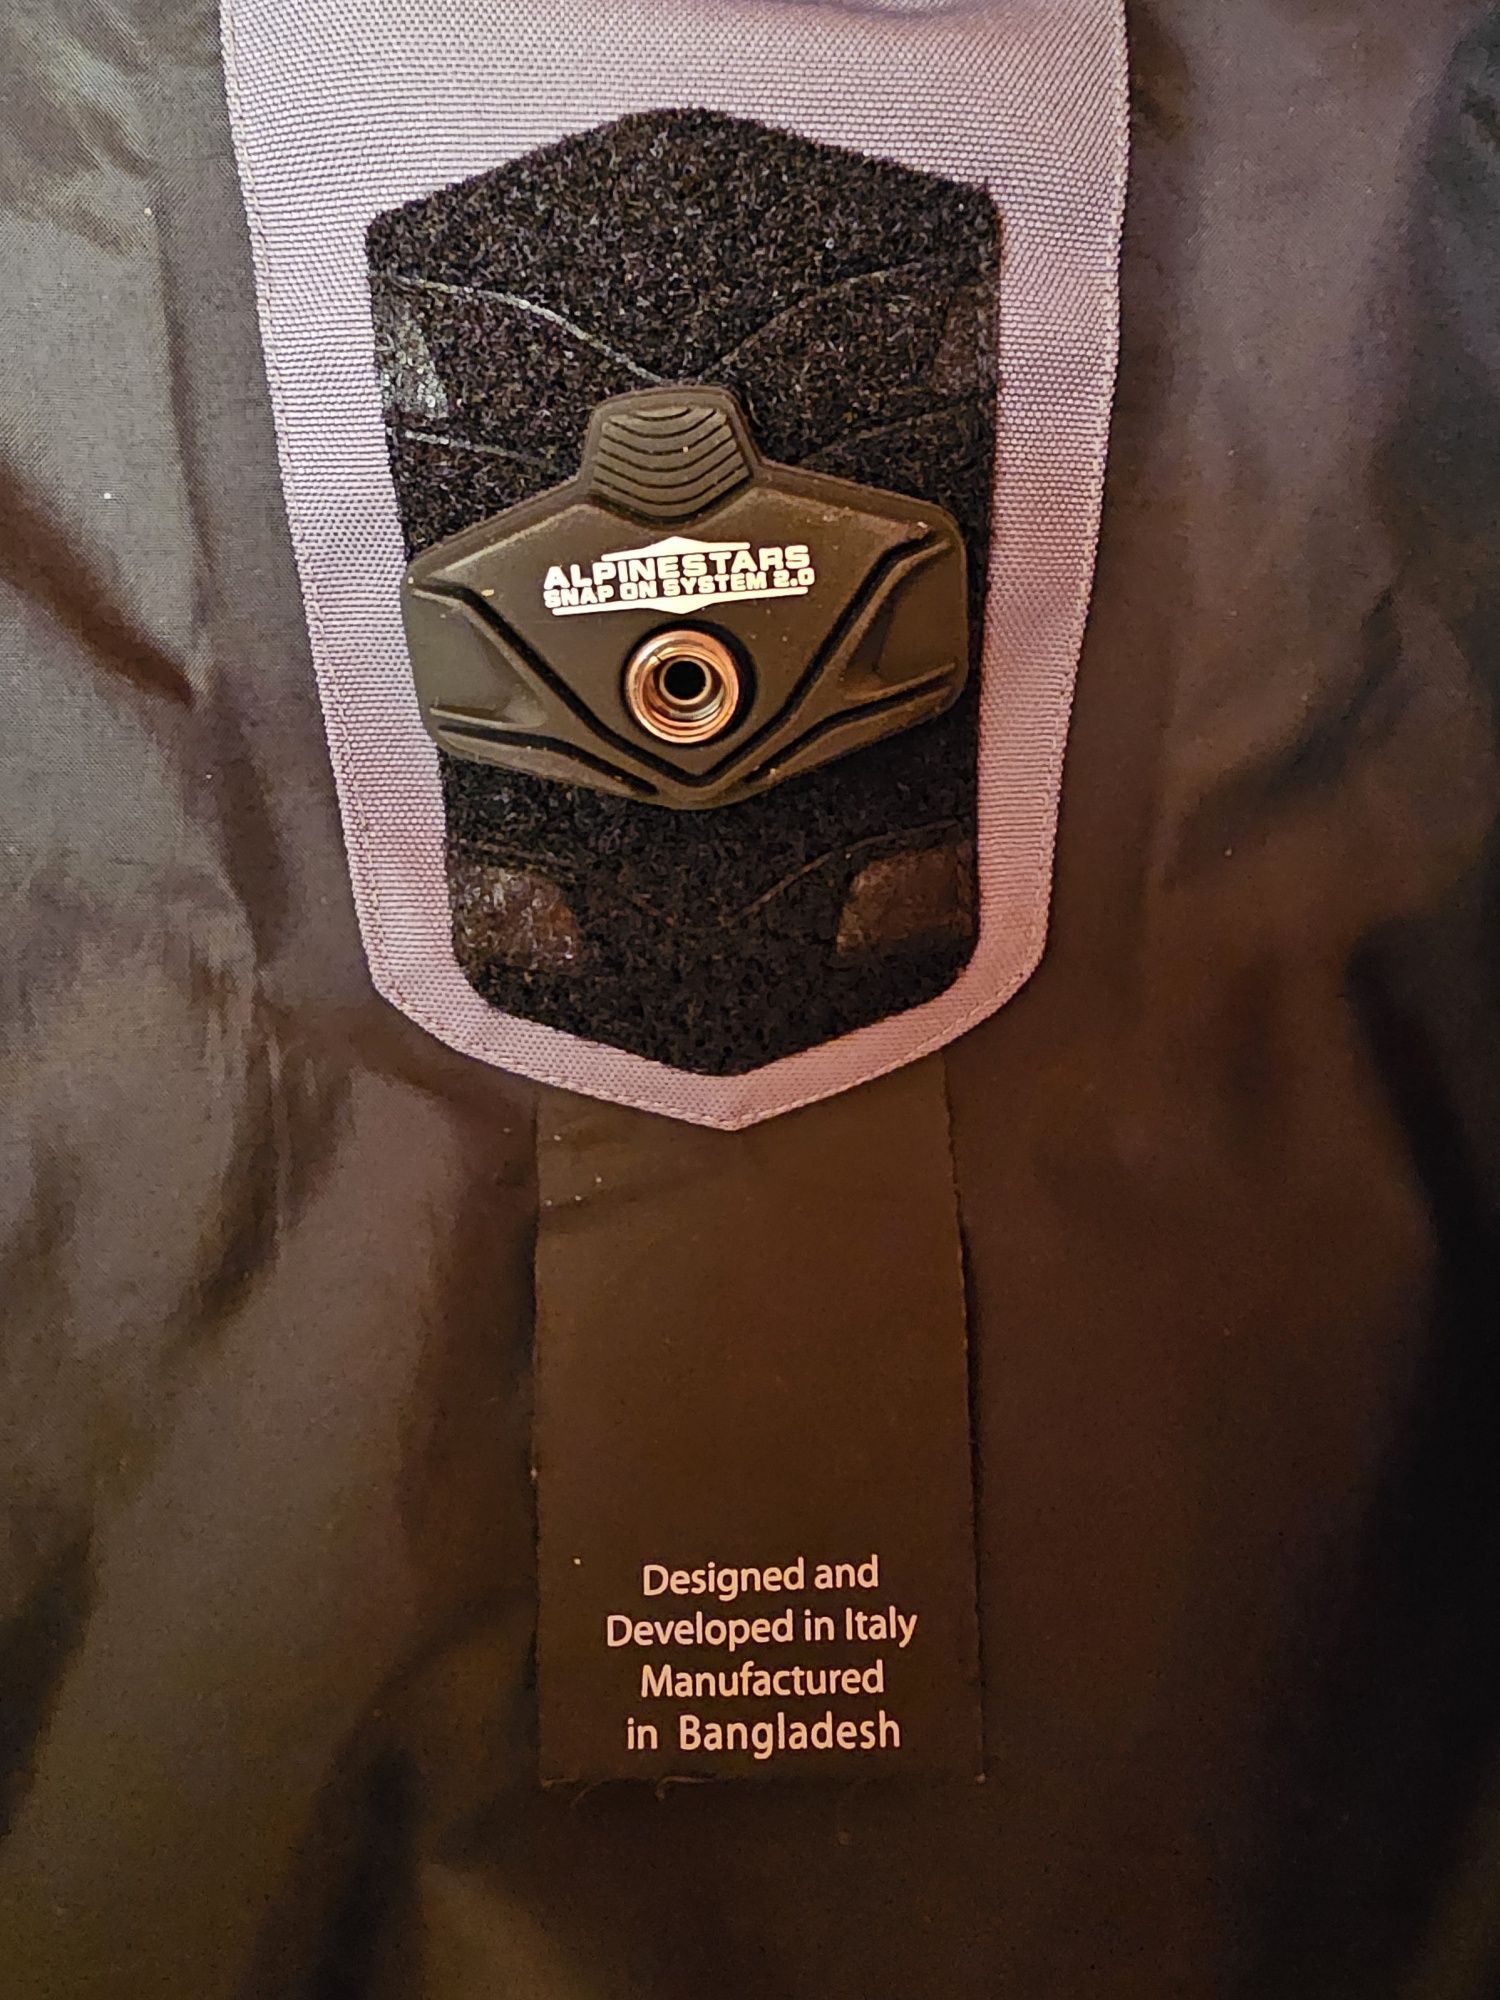 ALPINESTARS
SNAP ON SYSTEM 2.0
Designed and
Developed in Italy
Manufactured
in Bangladesh